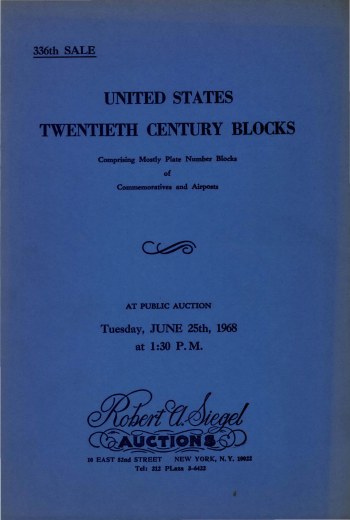 336th SALE
UNITED STATES
TWENTIETH CENTURY BLOCKS
Comprising Mostly Plate Number Blocks
of
Commemoratives and Airposts
AT PUBLIC AUCTION
Tuesday, JUNE 25th, 1968
at 1:30 P. M.
Robert A. Siegel
AUCTIONS
10 EAST 52nd STREET NEW YORK, N. Y. 10022
Tel: 212 PLaza 3-6422